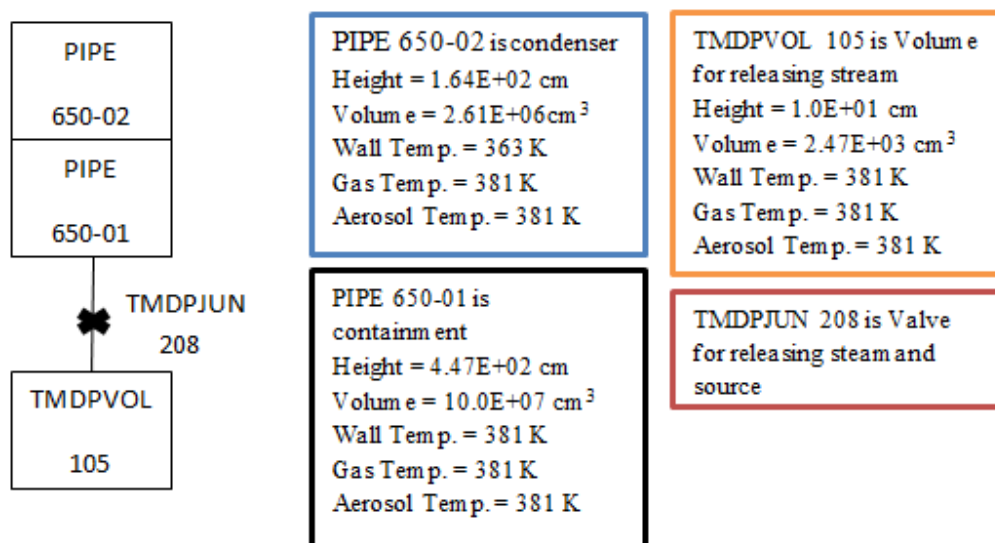 PIPE
650-02
PIPE
650-01
TMDPJUN
208
TMDPVOL
105
PIPE 650-02 is condenser
Height = 1.64E+02 cm
Volume = 2.61E+06cm³
Wall Temp. = 363 K
Gas Temp. = 381 K
Aerosol Temp. = 381 K
PIPE 650-01 is
containment
Height = 4.47E+02 cm
Volume = 10.0E+07 cm³
Wall Temp. = 381 K
Gas Temp. = 381 K
Aerosol Temp. = 381 K
TMDPVOL 105 is Volume
for releasing stream
Height = 1.0E+01 cm
Volume = 2.47E+03 cm³
Wall Temp. = 381 K
Gas Temp. = 381 K
Aerosol Temp. = 381 K
TMDPJUN 208 is Valve
for releasing steam and
source